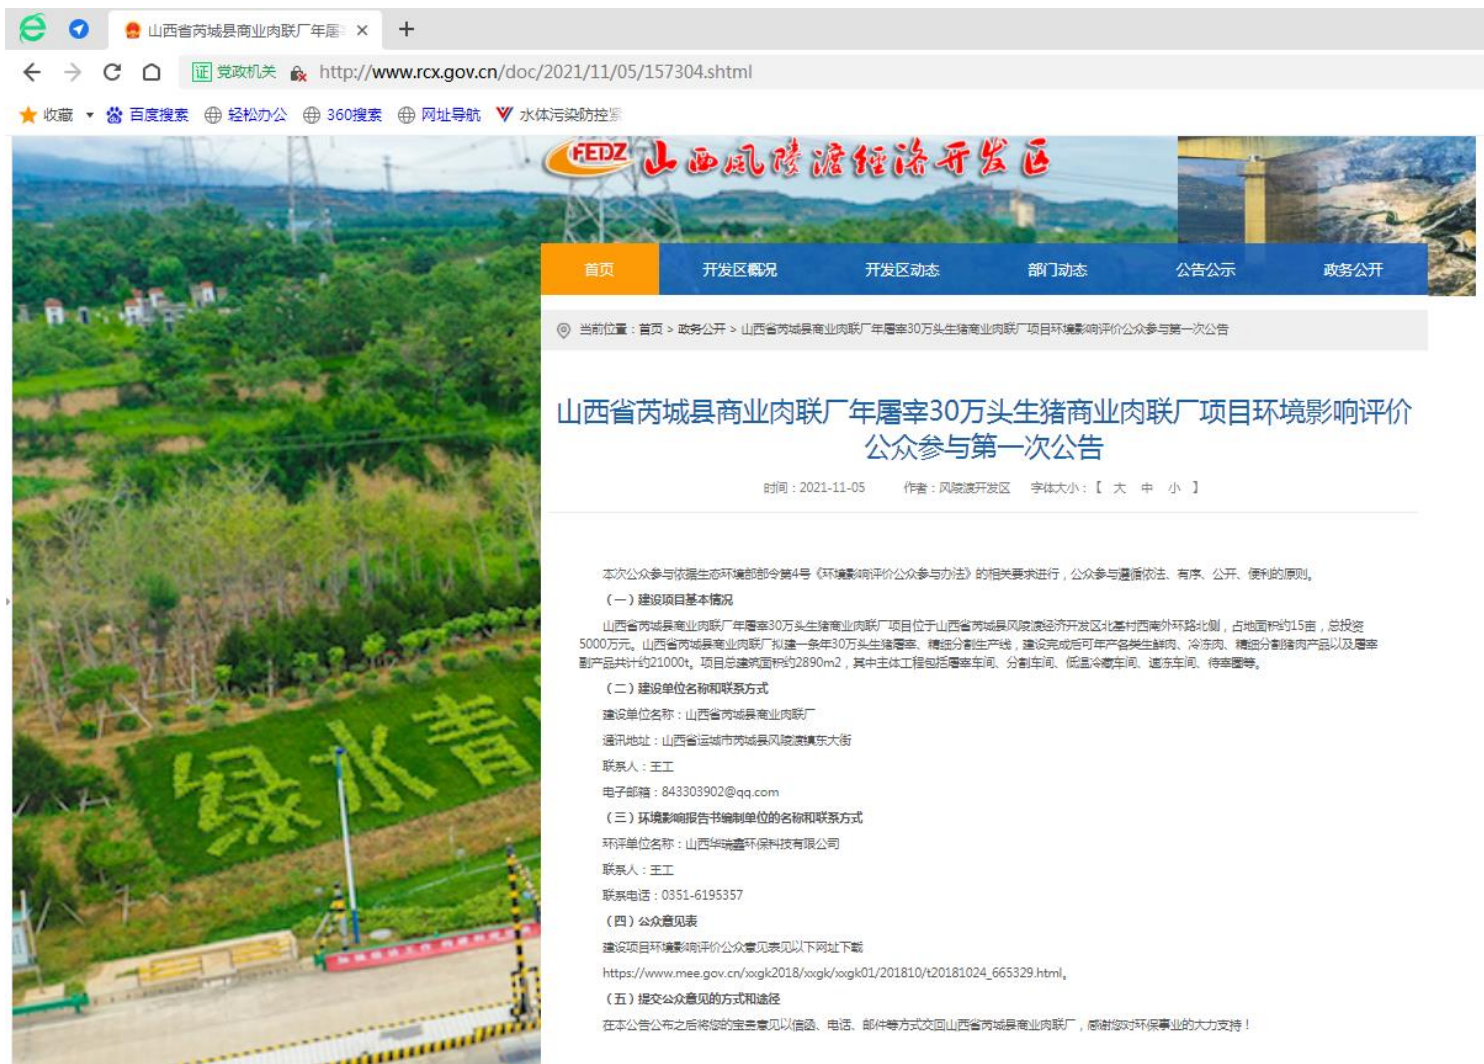 山西省芮城县商业肉联厂年屠
证 党政机关 http://www.rcx.gov.cn/doc/2021/11/05/157304.shtml
收藏 百度搜索 轻松办公 360搜索 网址导航 水体污染防控
FEDZ 山西风陵渡经济开发区
首页 开发区概况 开发区动态 部门动态 公告公示 政务公开
当前位置：首页 > 政务公开 > 山西省芮城县商业肉联厂年屠宰30万头生猪商业肉联厂项目环境影响评价公众参与第一次公告
山西省芮城县商业肉联厂年屠宰30万头生猪商业肉联厂项目环境影响评价
公众参与第一次公告
时间：2021-11-05 作者：风陵渡开发区 字体大小：【 大 中 小 】
本次公众参与依据生态环境部部令第4号《环境影响评价公众参与办法》的相关要求进行，公众参与遵循依法、有序、公开、便利的原则。
（一）建设项目基本情况
山西省芮城县商业肉联厂年屠宰30万头生猪商业肉联厂项目位于山西省芮城县风陵渡经济开发区北基村西南外环路北侧，占地面积约15亩，总投资
5000万元。山西省芮城县商业肉联厂拟建一条年30万头生猪屠宰、精细分割生产线，建设完成后可年产各类生鲜肉、冷冻肉、精细分割猪肉产品以及屠宰
副产品共计约21000t。项目总建筑面积约2890m2，其中主体工程包括屠宰车间、分割车间、低温冷藏车间、速冻车间、待宰圈等。
（二）建设单位名称和联系方式
建设单位名称：山西省芮城县商业肉联厂
通讯地址：山西省运城市芮城县风陵渡镇东大街
联系人：王工
电子邮箱：843303902@qq.com
（三）环境影响报告书编制单位的名称和联系方式
环评单位名称：山西华瑞鑫环保科技有限公司
联系人：王工
联系电话：0351-6195357
（四）公众意见表
建设项目环境影响评价公众意见表见以下网址下载
https://www.mee.gov.cn/xxgk2018/xxgk/xxgk01/201810/t20181024_665329.html。
（五）提交公众意见的方式和途径
在本公告公布之后将您的宝贵意见以信函、电话、邮件等方式交回山西省芮城县商业肉联厂，感谢您对环保事业的大力支持！
绿水青